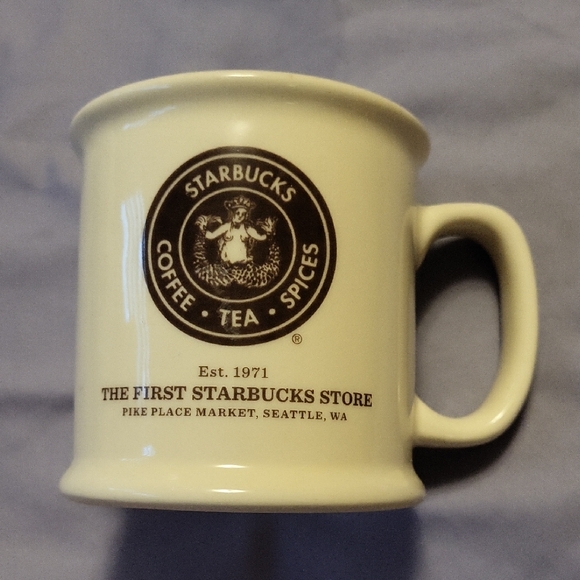 STARBUCKS
COFFEE • TEA • SPICES
®
Est. 1971
THE FIRST STARBUCKS STORE
PIKE PLACE MARKET, SEATTLE, WA